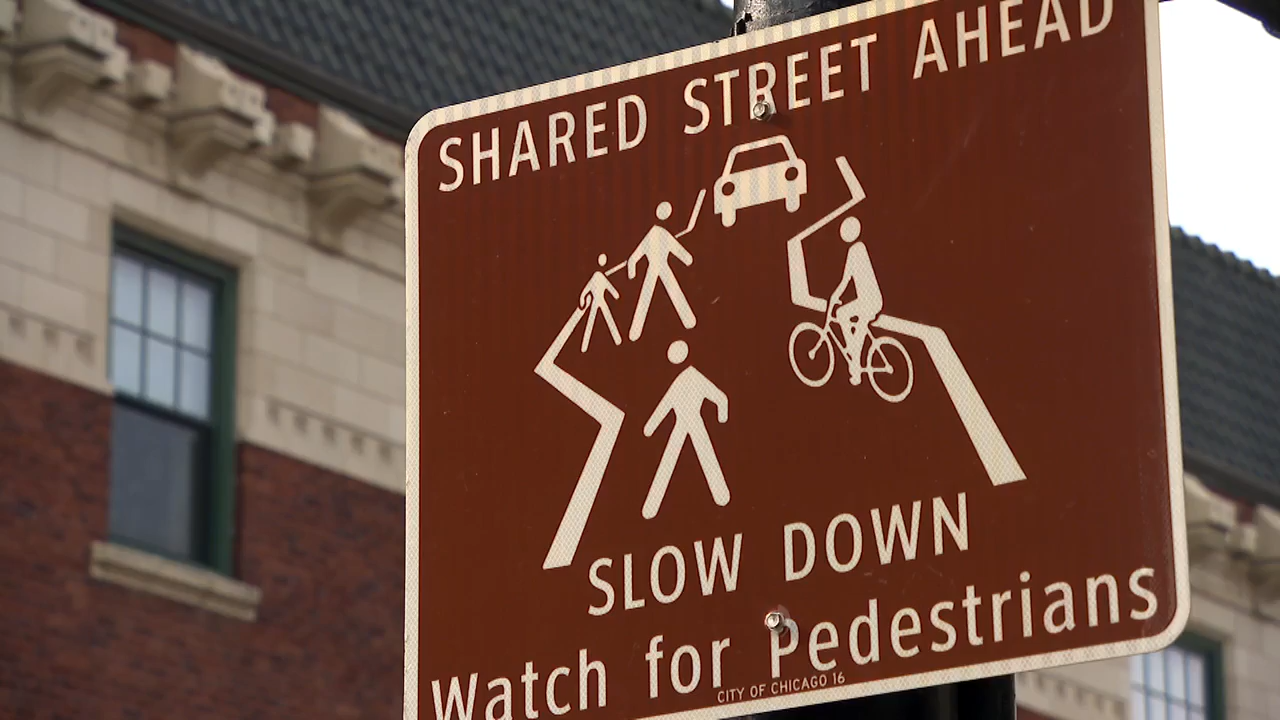 SHARED STREET AHEAD
SLOW DOWN
Watch for Pedestrians
CITY OF CHICAGO 16